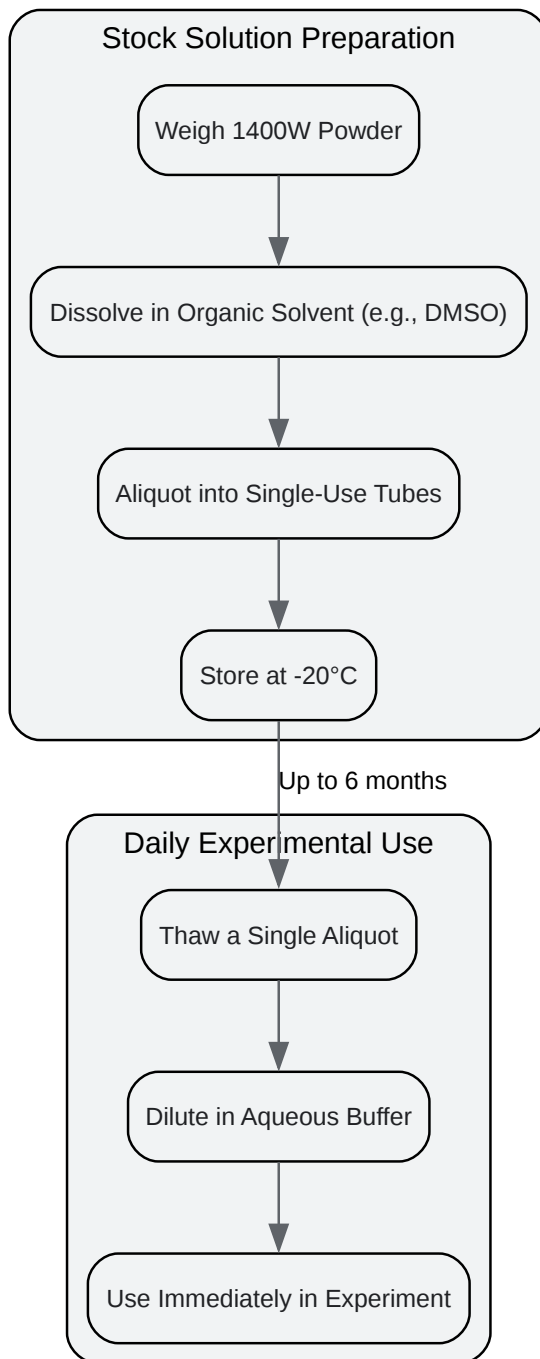 Stock Solution Preparation
Weigh 1400W Powder
Dissolve in Organic Solvent (e.g., DMSO)
Aliquot into Single-Use Tubes
Store at -20°C
Up to 6 months
Daily Experimental Use
Thaw a Single Aliquot
Dilute in Aqueous Buffer
Use Immediately in Experiment